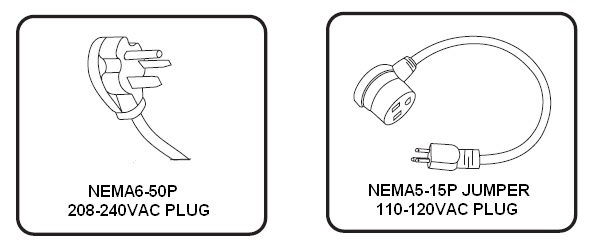 NEMA6-50P
208-240VAC PLUG
NEMA5-15P JUMPER
110-120VAC PLUG